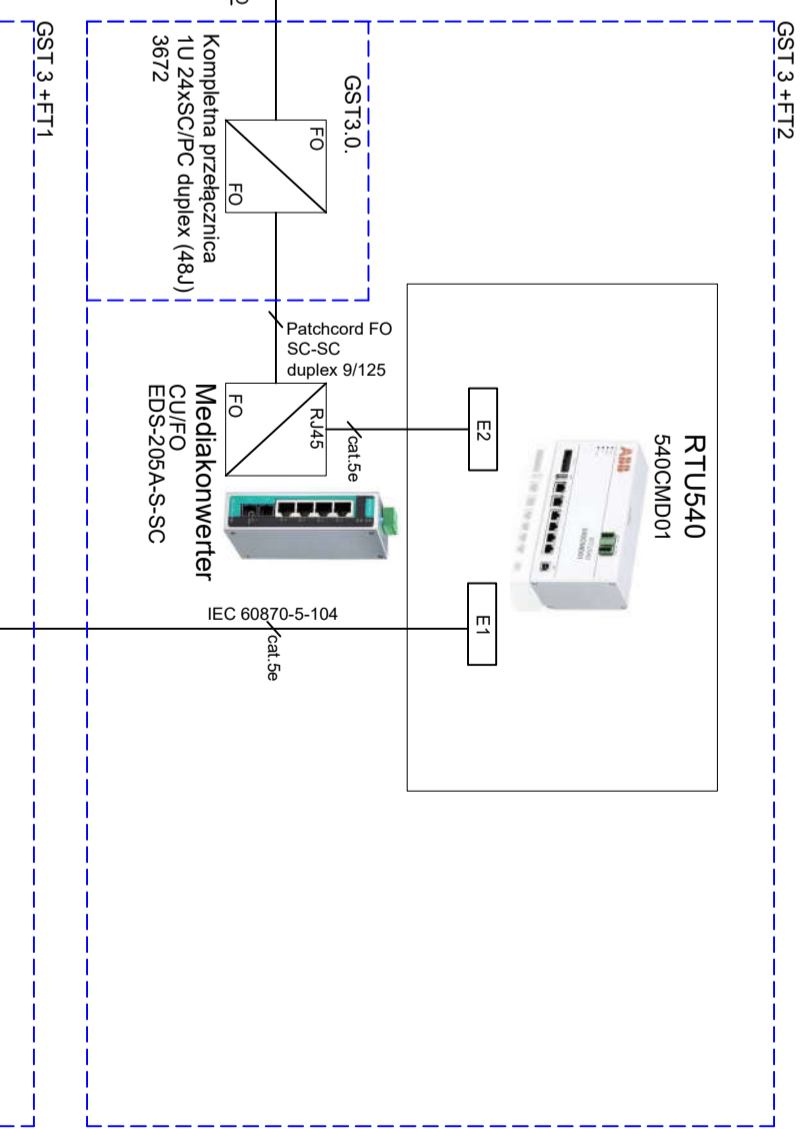 GST 3 +FT2
GST 3 +FT1
GST3.0.
FO
FO
Kompletna przełącznica
1U 24xSC/PC duplex (48J)
3672
Patchcord FO
SC-SC
duplex 9/125
RJ45
FO
cat.5e
Mediakonwerter
CU/FO
EDS-205A-S-SC
E2
RTU540
540CMD01
ABB
E1
IEC 60870-5-104
cat.5e